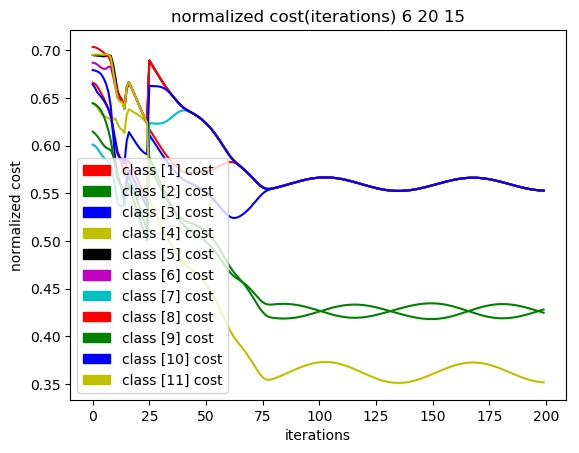 normalized cost(iterations) 6 20 15
normalized cost
0.70
0.65
0.60
0.55
0.50
0.45
0.40
0.35
class [1] cost
class [2] cost
class [3] cost
class [4] cost
class [5] cost
class [6] cost
class [7] cost
class [8] cost
class [9] cost
class [10] cost
class [11] cost
0 25 50 75 100 125 150 175 200
iterations